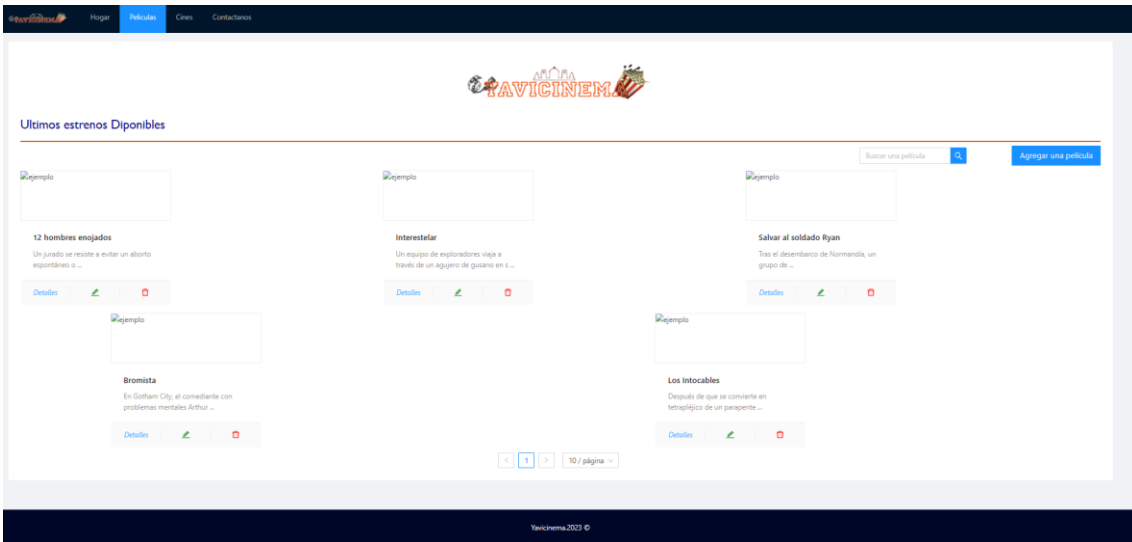 YAVICINEMA Hogar Peliculas Cines Contactanos
YAVICINEMA
Ultimos estrenos Diponibles
Buscar una película Agregar una película
ejemplo ejemplo ejemplo
12 hombres enojados Interestelar Salvar al soldado Ryan
Un jurado se resiste a evitar un aborto Un equipo de exploradores viaja a Tras el desembarco de Normandía, un
espontáneo o ... través de un agujero de gusano en s ... grupo de ...
Detalles Detalles Detalles
ejemplo ejemplo
Bromista Los Intocables
En Gotham City, el comediante con Después de que se convierte en
problemas mentales Arthur ... tetrapléjico de un parapente ...
Detalles Detalles
< 1 > 10 / página
Yavicinema.2023 ©